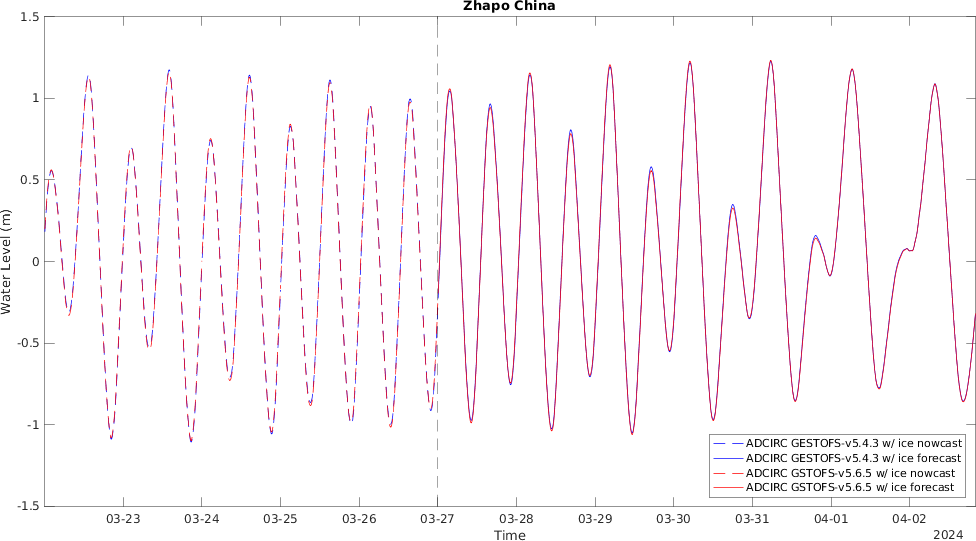 Zhapo China
1.5
1
0.5
0
-0.5
-1
-1.5
Water Level (m)
03-23 03-24 03-25 03-26 03-27 03-28 03-29 03-30 03-31 04-01 04-02
Time
2024
ADCIRC GESTOFS-v5.4.3 w/ ice nowcast
ADCIRC GESTOFS-v5.4.3 w/ ice forecast
ADCIRC GSTOFS-v5.6.5 w/ ice nowcast
ADCIRC GSTOFS-v5.6.5 w/ ice forecast